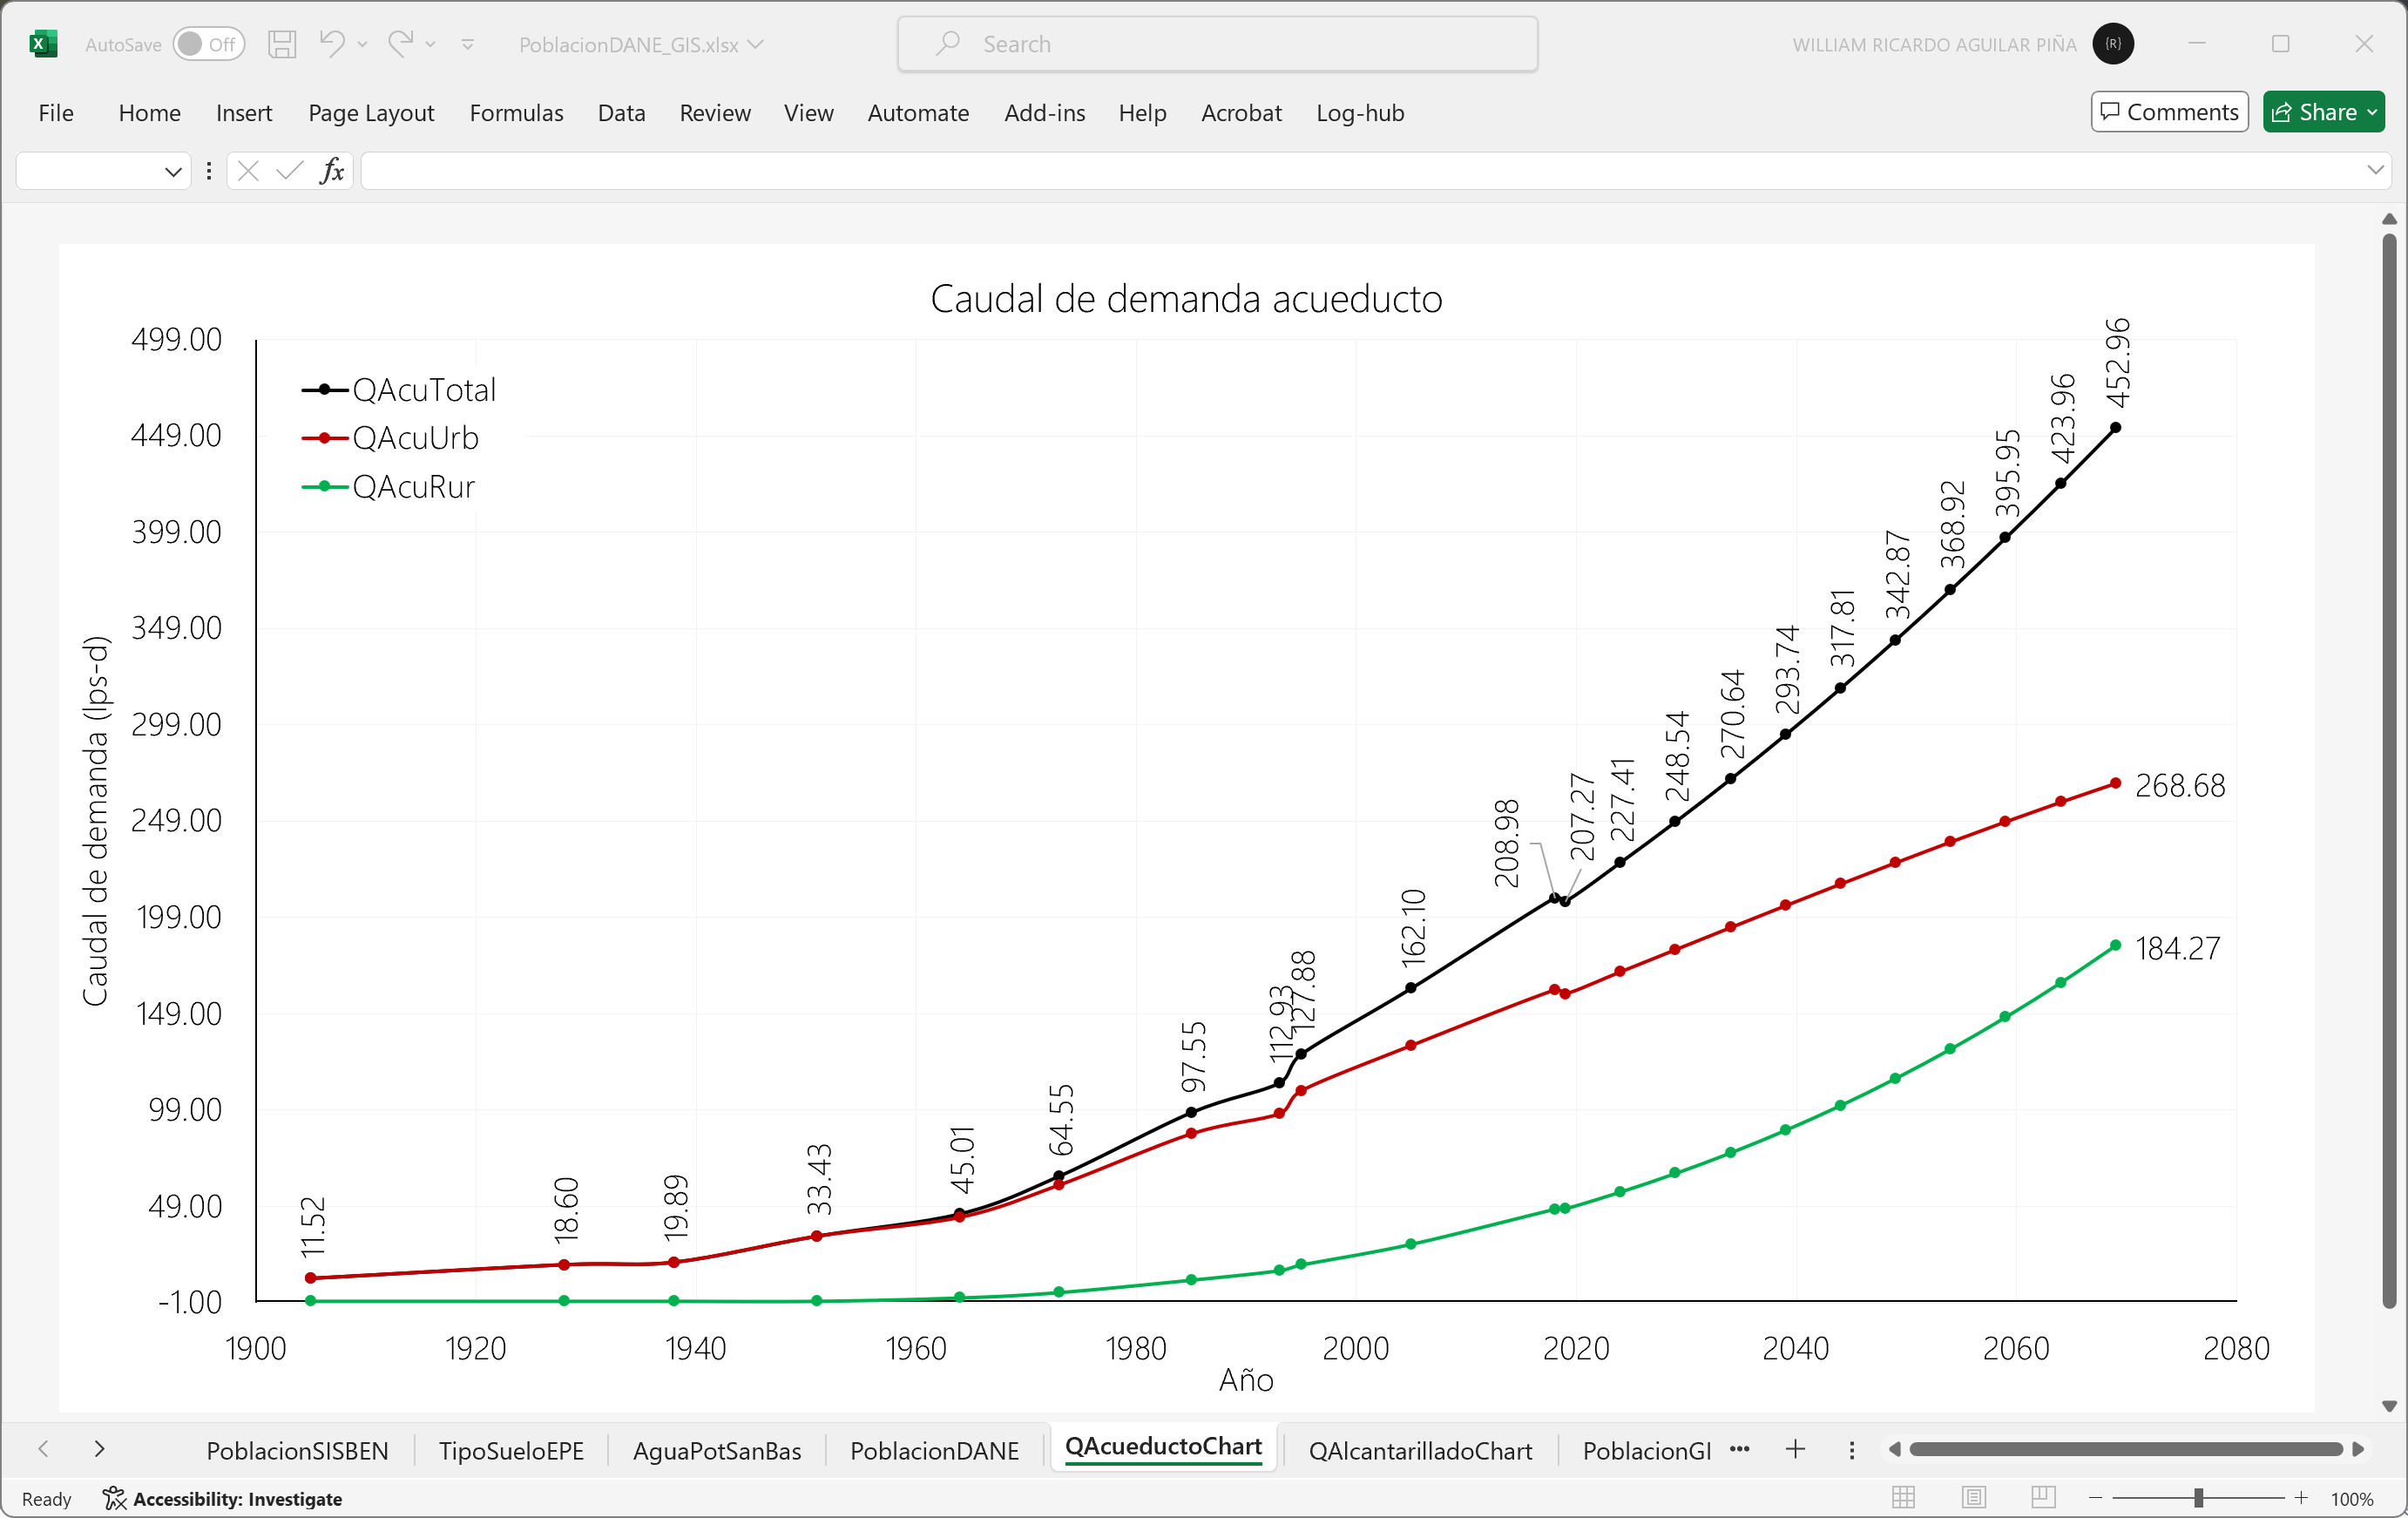 AutoSave Off PoblacionDANE_GIS.xlsx Search WILLIAM RICARDO AGUILAR PIÑA {R}
File Home Insert Page Layout Formulas Data Review View Automate Add-ins Help Acrobat Log-hub Comments Share
fx
Caudal de demanda acueducto
QAcuTotal
QAcuUrb
QAcuRur
Caudal de demanda (lps-d)
499.00
449.00
399.00
349.00
299.00
249.00
199.00
149.00
99.00
49.00
-1.00
11.52
18.60
19.89
33.43
45.01
64.55
97.55
112.93
127.88
162.10
208.98
207.27
227.41
248.54
270.64
293.74
317.81
342.87
368.92
395.95
423.96
452.96
268.68
184.27
1900 1920 1940 1960 1980 2000 2020 2040 2060 2080
Año
PoblacionSISBEN TipoSueloEPE AguaPotSanBas PoblacionDANE QAcueductoChart QAlcantarilladoChart PoblacionGI
Ready Accessibility: Investigate 100%